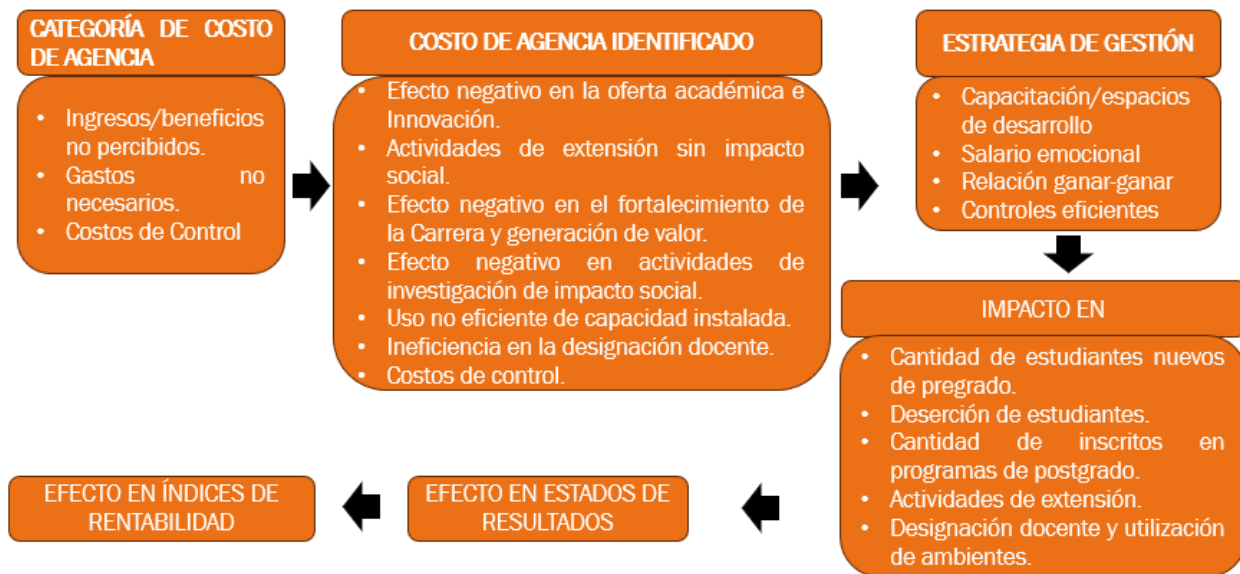 CATEGORÍA DE COSTO
DE AGENCIA
• Ingresos/beneficios
no percibidos.
• Gastos no
necesarios.
• Costos de Control
COSTO DE AGENCIA IDENTIFICADO
• Efecto negativo en la oferta académica e
Innovación.
• Actividades de extensión sin impacto
social.
• Efecto negativo en el fortalecimiento de
la Carrera y generación de valor.
• Efecto negativo en actividades de
investigación de impacto social.
• Uso no eficiente de capacidad instalada.
• Ineficiencia en la designación docente.
• Costos de control.
ESTRATEGIA DE GESTIÓN
• Capacitación/espacios
de desarrollo
• Salario emocional
• Relación ganar-ganar
• Controles eficientes
IMPACTO EN
• Cantidad de estudiantes nuevos
de pregrado.
• Deserción de estudiantes.
• Cantidad de inscritos en
programas de postgrado.
• Actividades de extensión.
• Designación docente y utilización
de ambientes.
EFECTO EN ESTADOS DE
RESULTADOS
EFECTO EN ÍNDICES DE
RENTABILIDAD